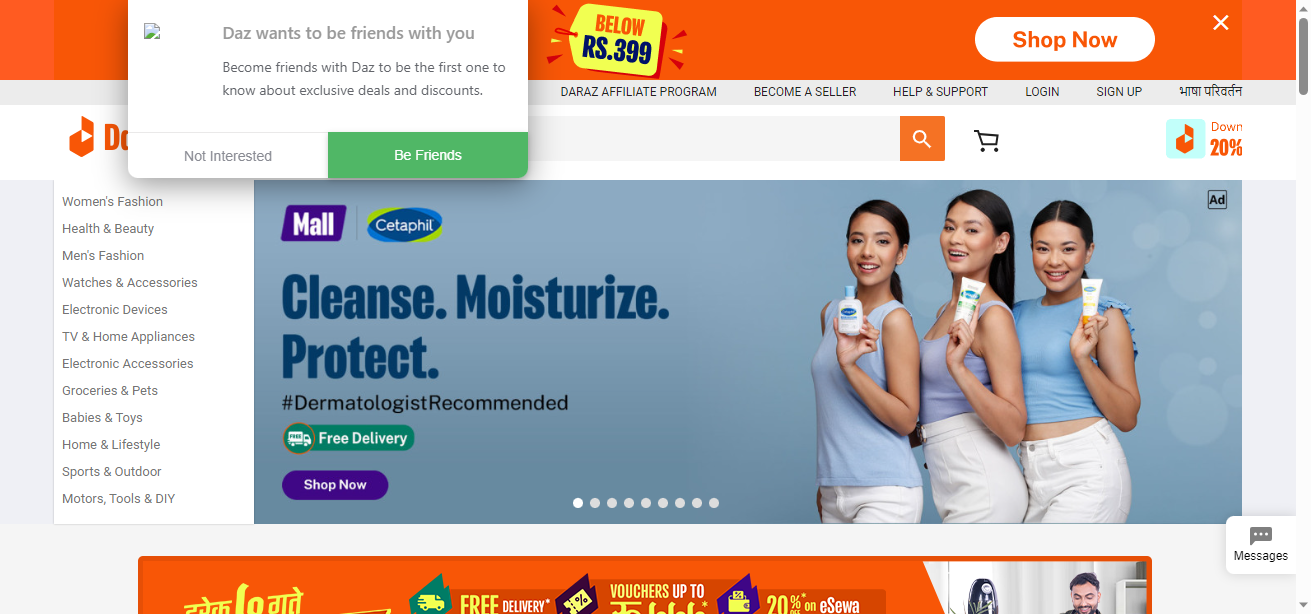 Daz wants to be friends with you
Become friends with Daz to be the first one to
know about exclusive deals and discounts.
Not Interested
Be Friends
BELOW
RS.399
Shop Now
DARAZ AFFILIATE PROGRAM
BECOME A SELLER
HELP & SUPPORT
LOGIN
SIGN UP
भाषा परिवर्तन
Down
20%
Women's Fashion
Health & Beauty
Men's Fashion
Watches & Accessories
Electronic Devices
TV & Home Appliances
Electronic Accessories
Groceries & Pets
Babies & Toys
Home & Lifestyle
Sports & Outdoor
Motors, Tools & DIY
Mall
Cetaphil
Ad
Cleanse. Moisturize.
Protect.
#DermatologistRecommended
FREE
Free Delivery
Shop Now
Messages
FREE DELIVERY*
VOUCHERS UP TO
20%* on eSewa